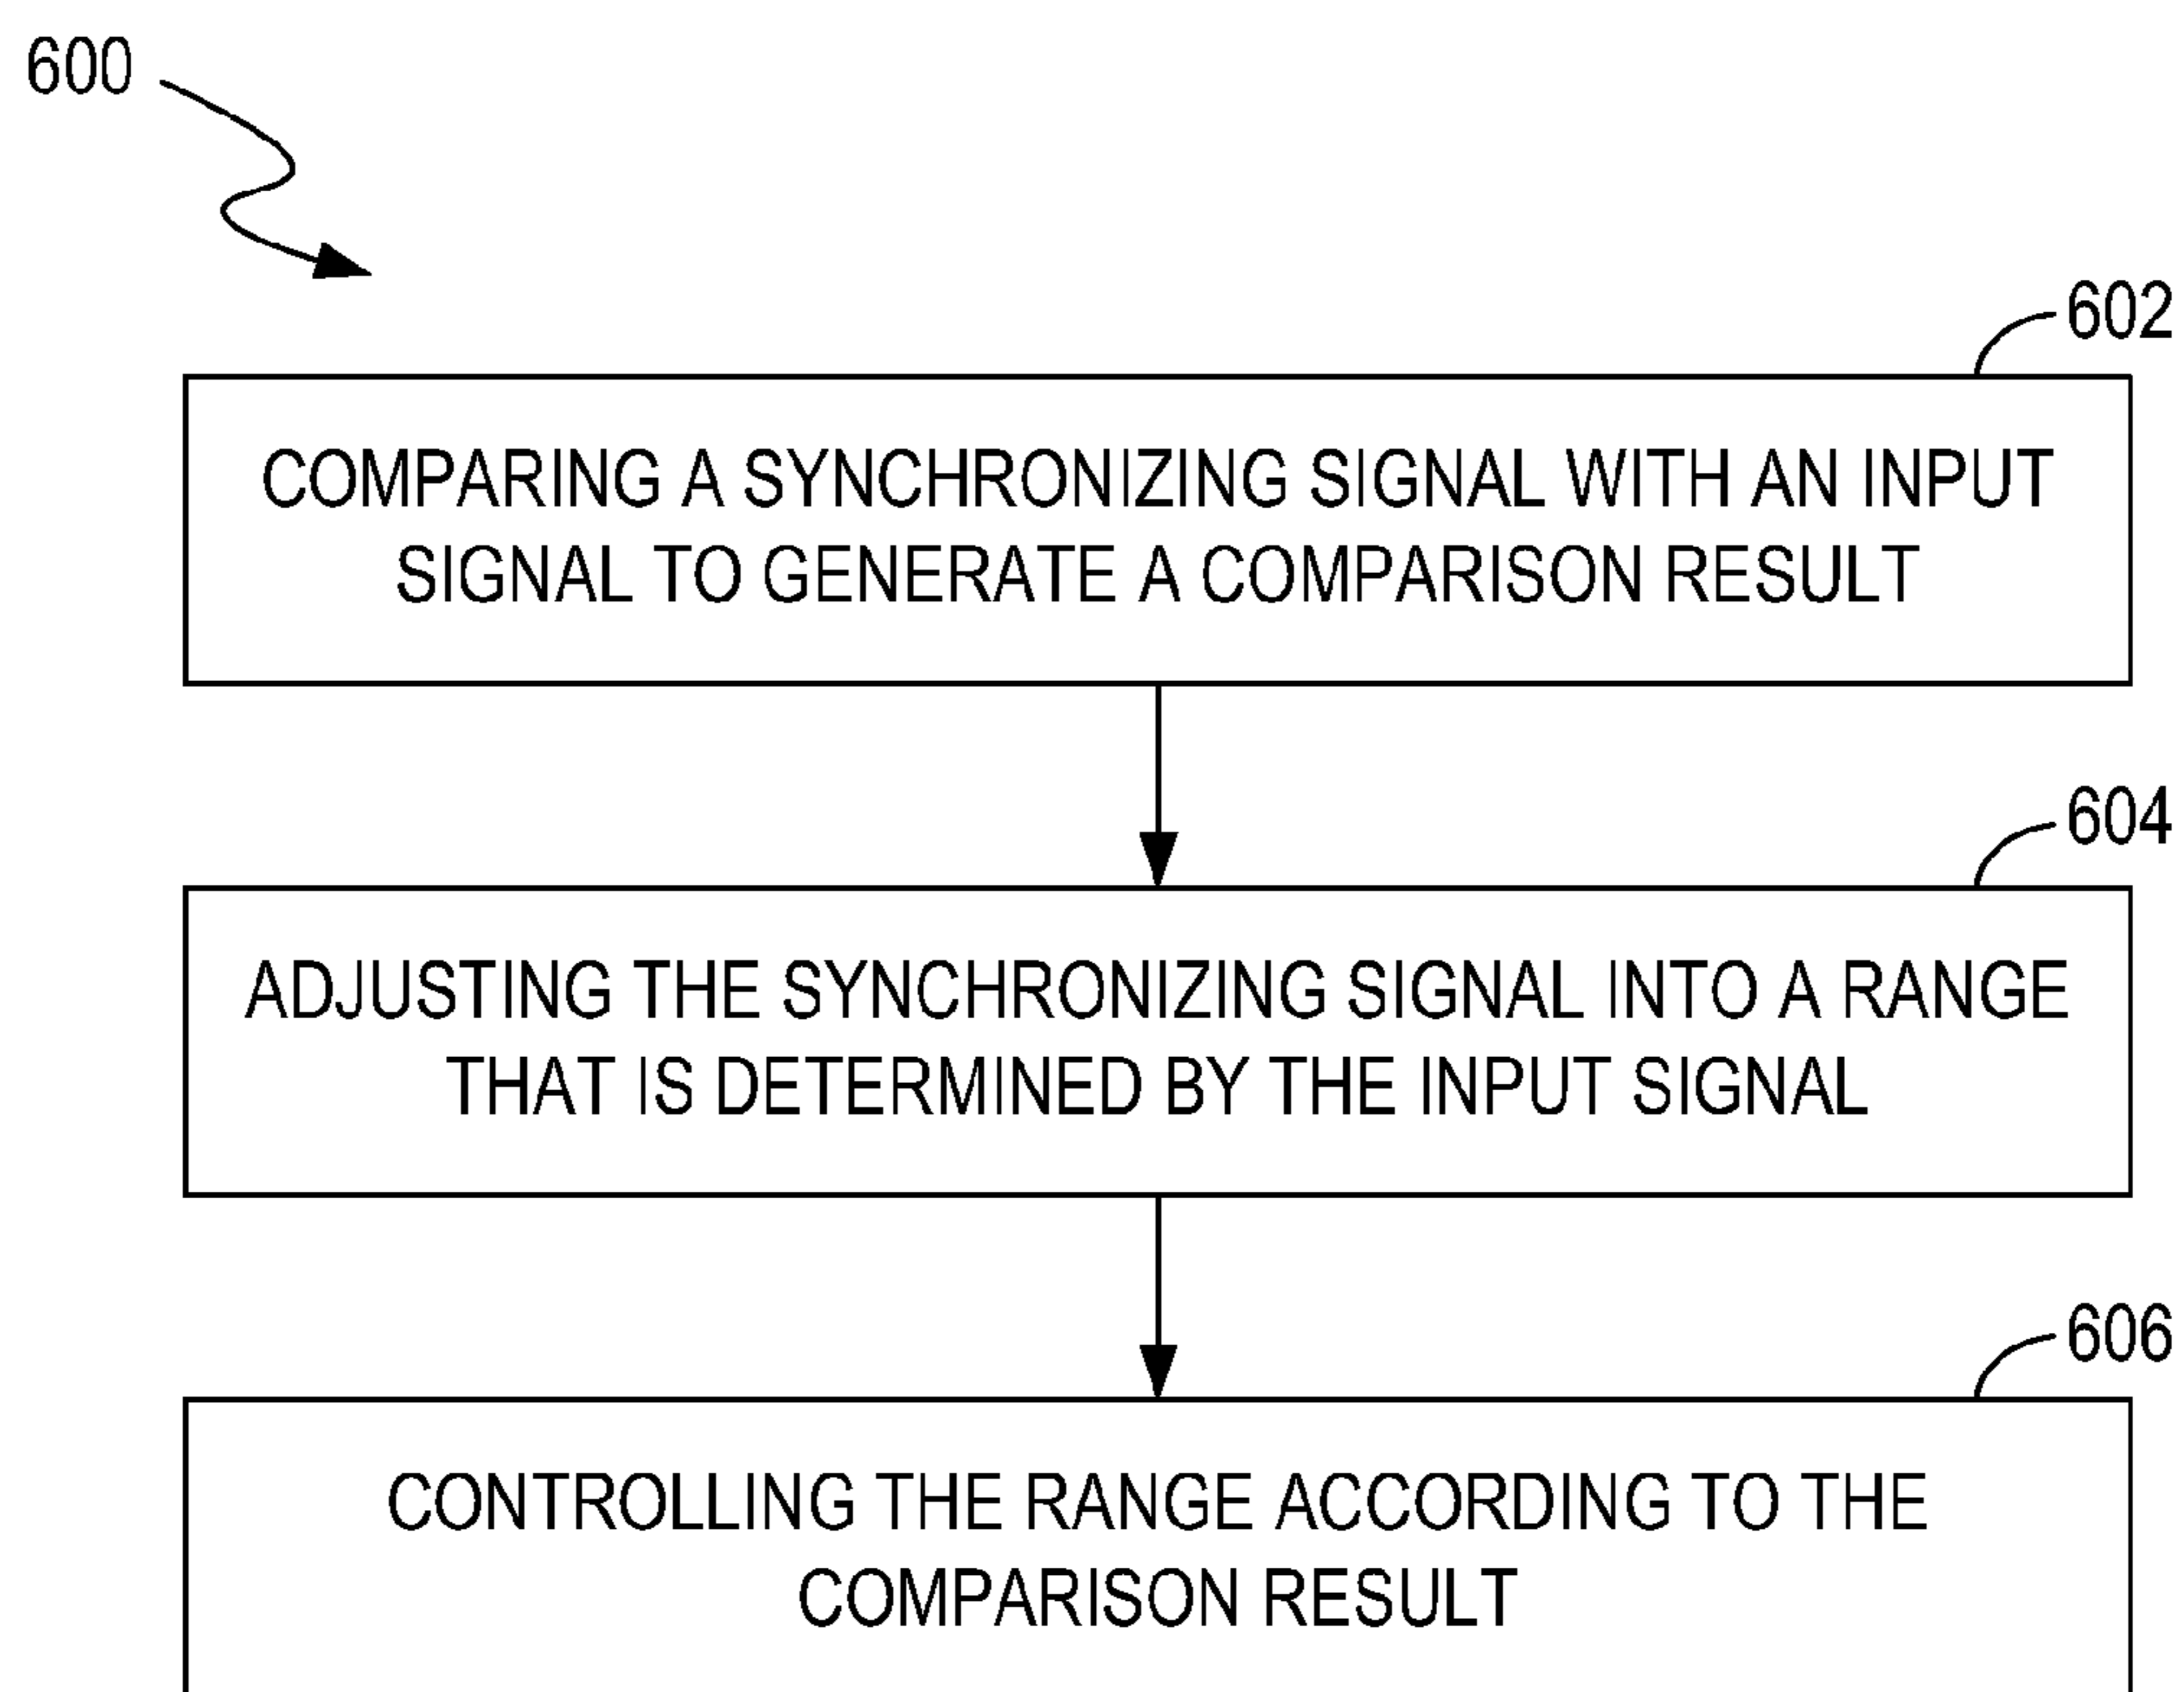 600
602
COMPARING A SYNCHRONIZING SIGNAL WITH AN INPUT
SIGNAL TO GENERATE A COMPARISON RESULT
604
ADJUSTING THE SYNCHRONIZING SIGNAL INTO A RANGE
THAT IS DETERMINED BY THE INPUT SIGNAL
606
CONTROLLING THE RANGE ACCORDING TO THE
COMPARISON RESULT